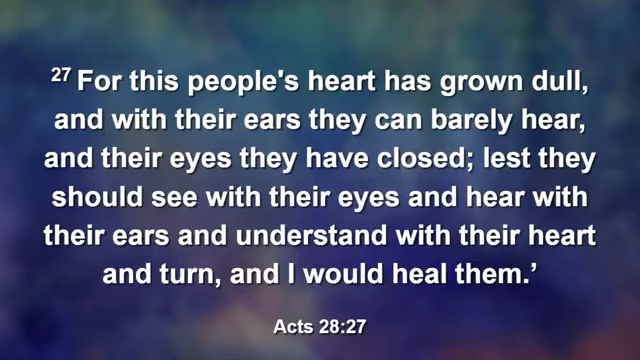 27 For this people's heart has grown dull,
and with their ears they can barely hear,
and their eyes they have closed; lest they
should see with their eyes and hear with
their ears and understand with their heart
and turn, and I would heal them.’
Acts 28:27